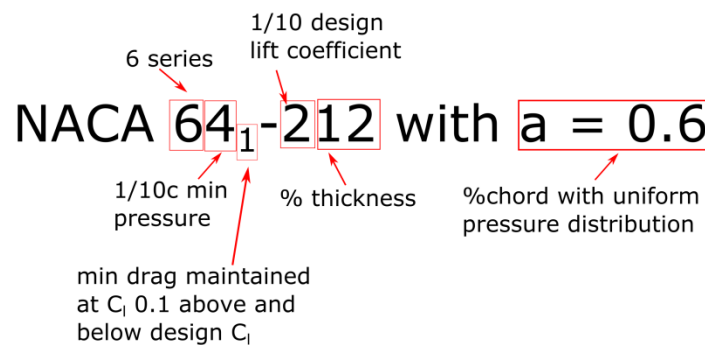 1/10 design
lift coefficient
6 series
NACA 64₁-212 with a = 0.6
1/10c min
pressure
% thickness
%chord with uniform
pressure distribution
min drag maintained
at Cₗ 0.1 above and
below design Cₗ